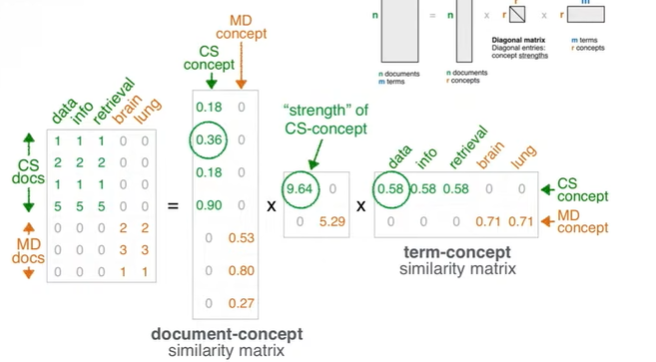 m
n
=
n
x
r
x
r
Diagonal matrix
Diagonal entries:
concept strengths
m terms
r concepts
n documents
m terms
n documents
r concepts
MD
concept
CS
concept
data
info
retrieval
brain
lung
CS
docs
MD
docs
1 1 1 0 0
2 2 2 0 0
1 1 1 0 0
5 5 5 0 0
0 0 0 2 2
0 0 0 3 3
0 0 0 1 1
=
0.18 0
0.36 0
0.18 0
0.90 0
0 0.53
0 0.80
0 0.27
document-concept
similarity matrix
x
"strength" of
CS-concept
9.64 0
0 5.29
x
data
info
retrieval
brain
lung
0.58 0.58 0.58 0 0
0 0 0 0.71 0.71
CS
concept
MD
concept
term-concept
similarity matrix